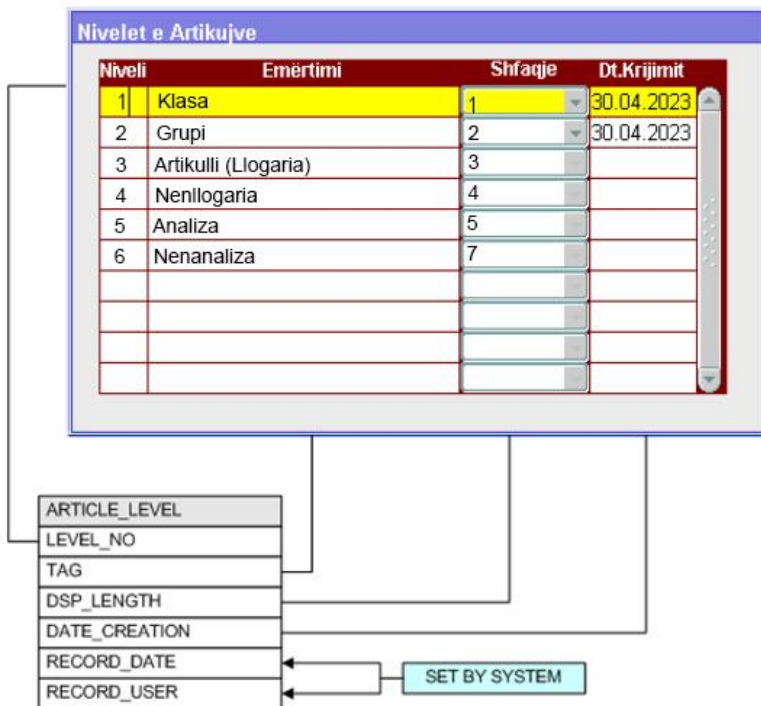 Nivelet e Artikujve
Niveli Emërtimi Shfaqje Dt.Krijimit
1 Klasa 1 30.04.2023
2 Grupi 2 30.04.2023
3 Artikulli (Llogaria) 3
4 Nenllogaria 4
5 Analiza 5
6 Nenanaliza 7
ARTICLE_LEVEL
LEVEL_NO
TAG
DSP_LENGTH
DATE_CREATION
RECORD_DATE
SET BY SYSTEM
RECORD_USER